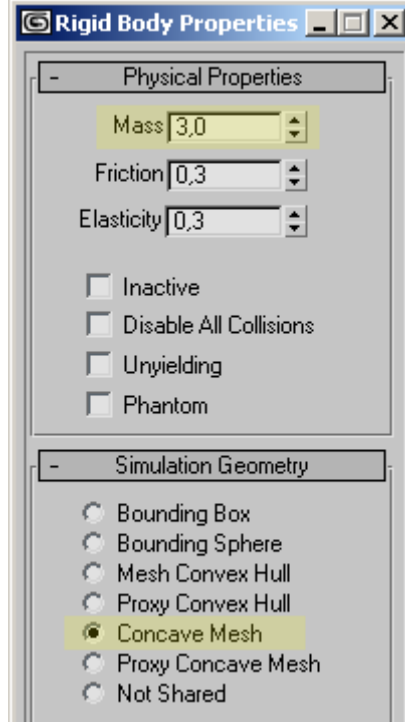 Rigid Body Properties
- Physical Properties
Mass 3,0
Friction 0,3
Elasticity 0,3
Inactive
Disable All Collisions
Unyielding
Phantom
- Simulation Geometry
Bounding Box
Bounding Sphere
Mesh Convex Hull
Proxy Convex Hull
Concave Mesh
Proxy Concave Mesh
Not Shared